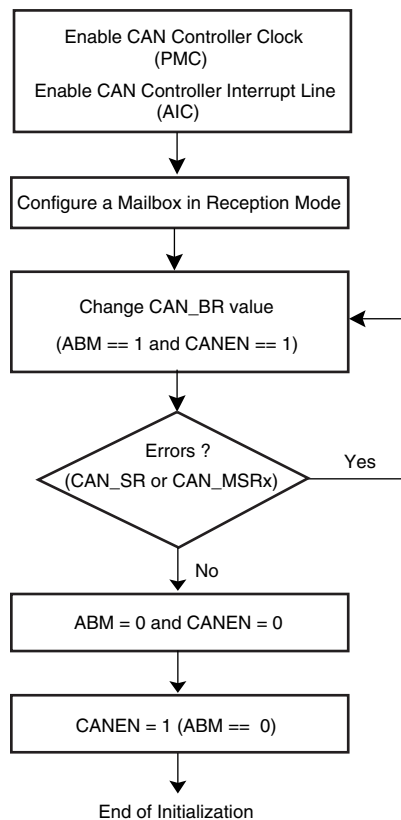 Enable CAN Controller Clock
(PMC)
Enable CAN Controller Interrupt Line
(AIC)
Configure a Mailbox in Reception Mode
Change CAN_BR value
(ABM == 1 and CANEN == 1)
Errors ?
(CAN_SR or CAN_MSRx)
Yes
No
ABM = 0 and CANEN = 0
CANEN = 1 (ABM == 0)
End of Initialization